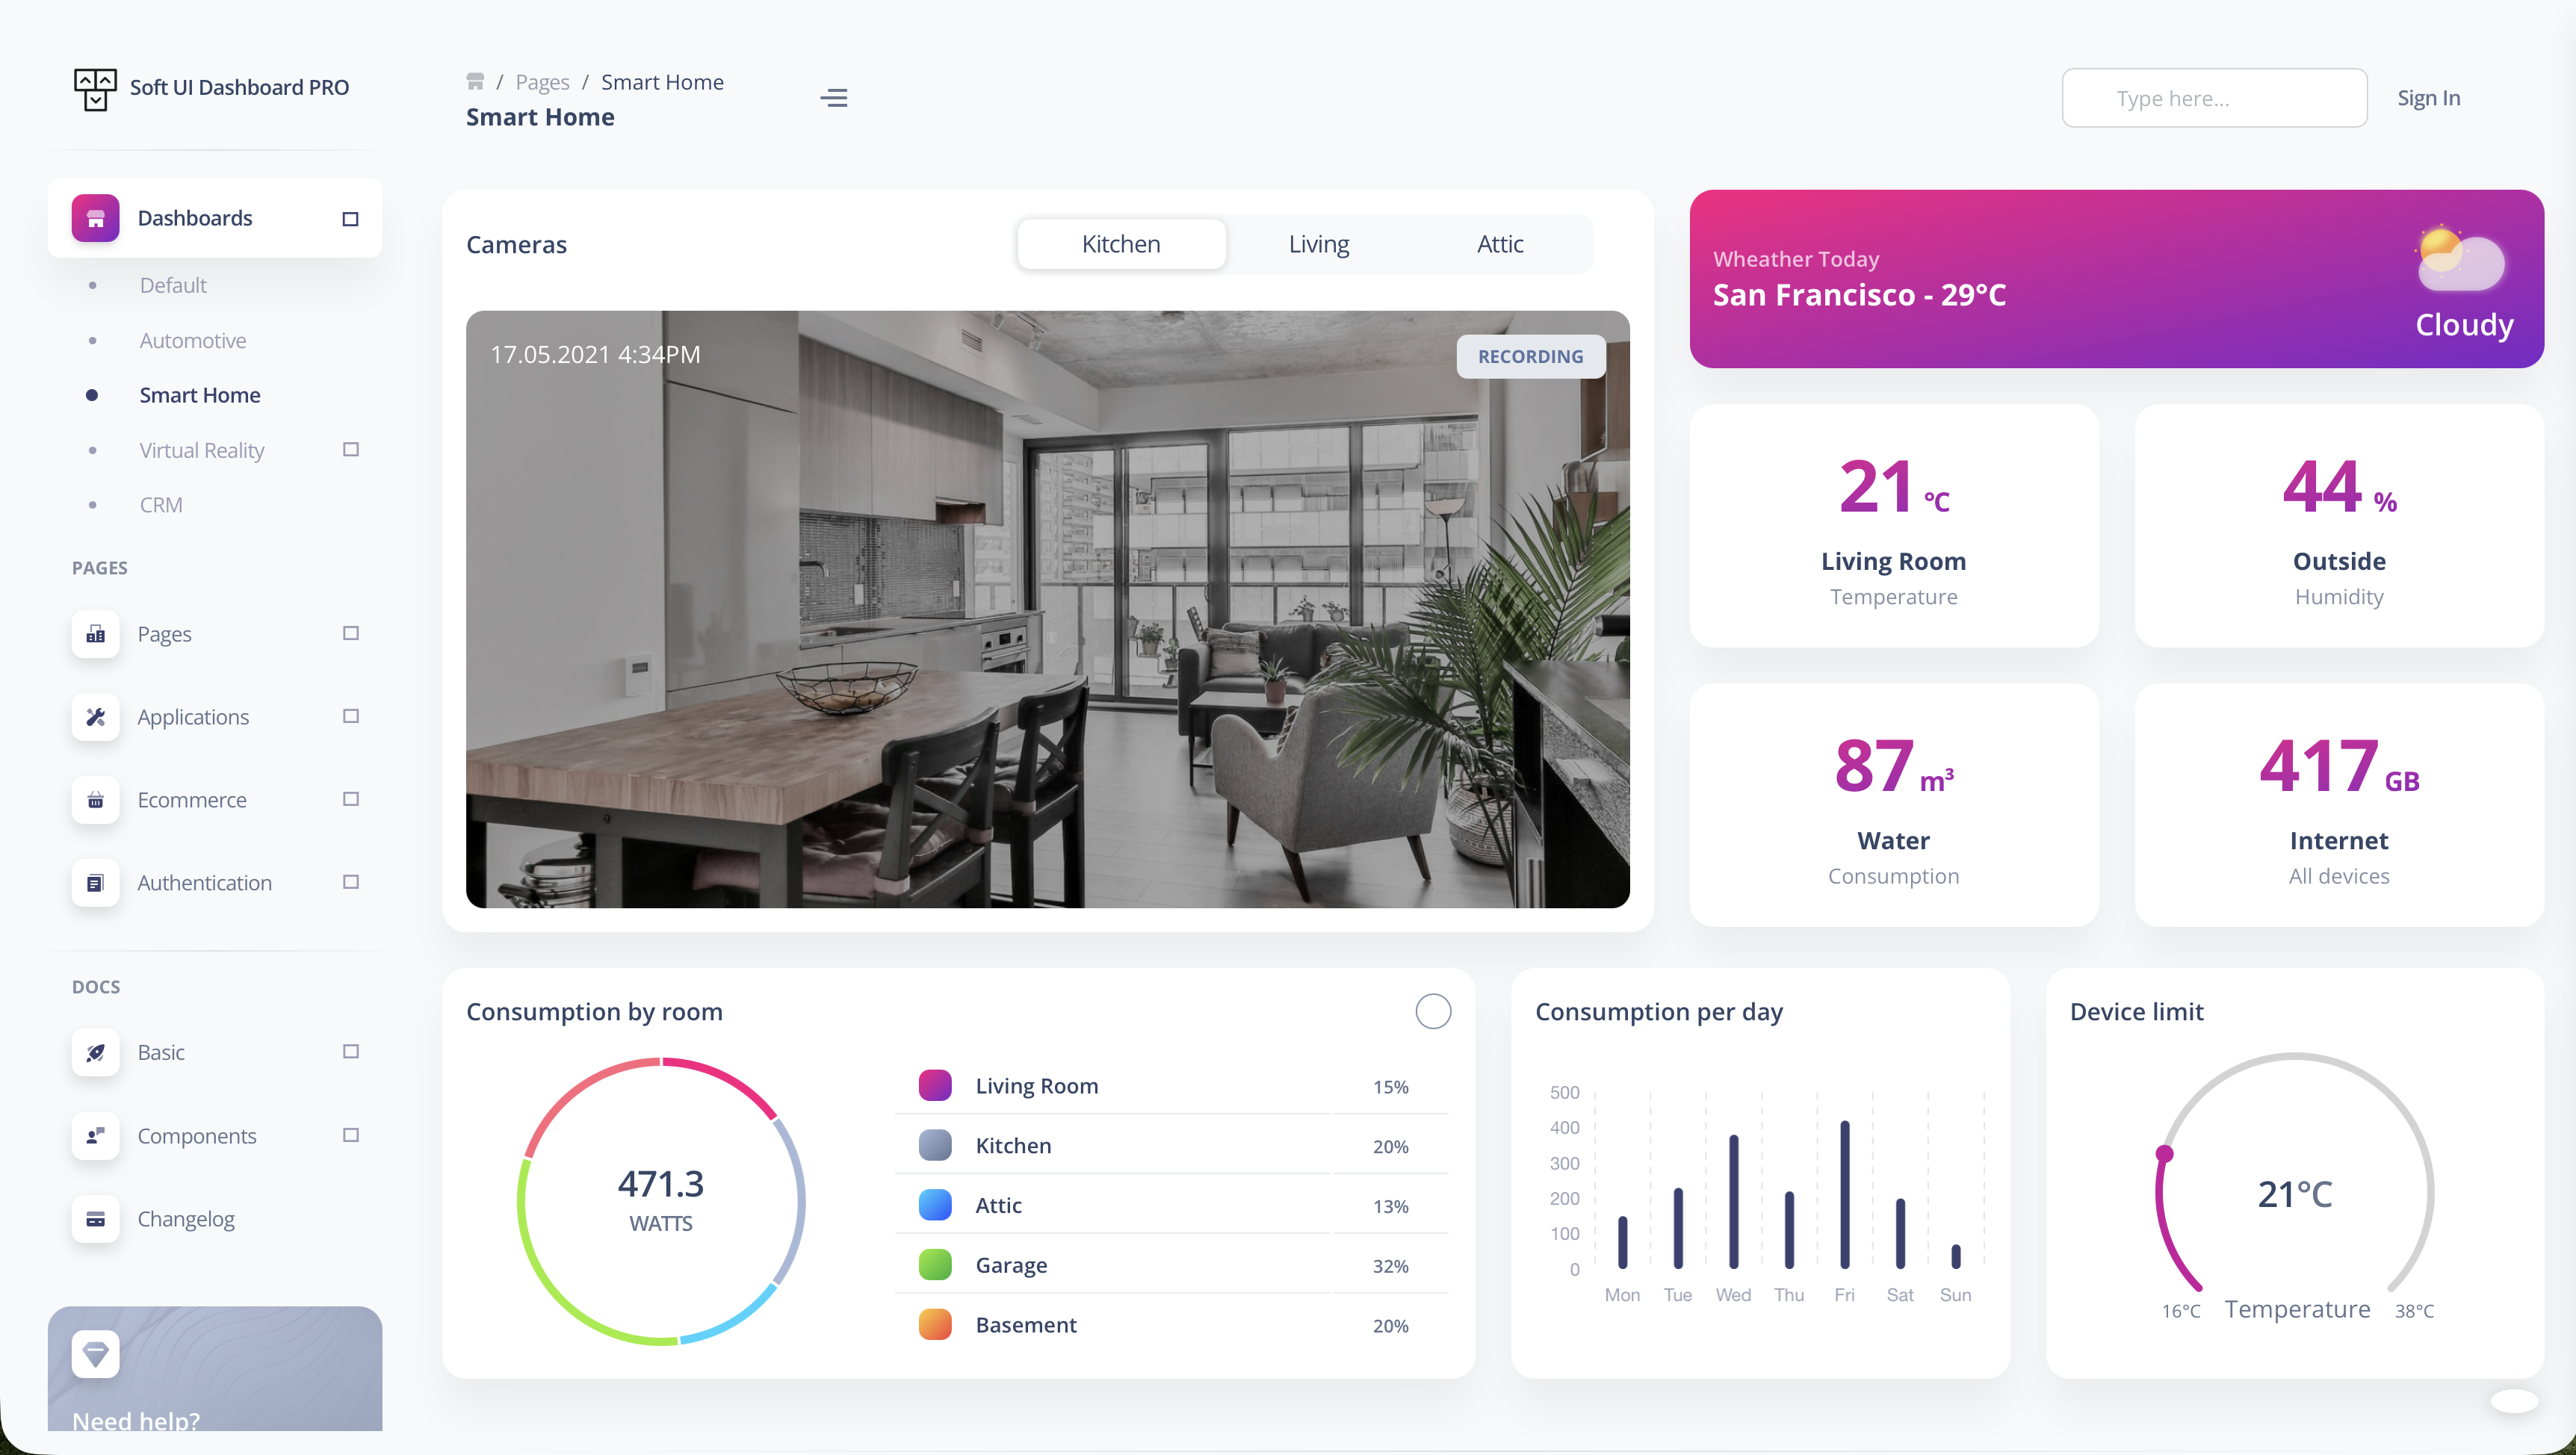 Soft UI Dashboard PRO
/ Pages / Smart Home
Smart Home
Type here...
Sign In
Dashboards
Default
Automotive
Smart Home
Virtual Reality
CRM
PAGES
Pages
Applications
Ecommerce
Authentication
DOCS
Basic
Components
Changelog
Need help?
Cameras
Kitchen Living Attic
17.05.2021 4:34PM
RECORDING
Wheather Today
San Francisco - 29°C
Cloudy
21 °C
Living Room
Temperature
44 %
Outside
Humidity
87 m³
Water
Consumption
417 GB
Internet
All devices
Consumption by room
471.3
WATTS
Living Room 15%
Kitchen 20%
Attic 13%
Garage 32%
Basement 20%
Consumption per day
500
400
300
200
100
0
Mon Tue Wed Thu Fri Sat Sun
Device limit
21°C
16°C Temperature 38°C